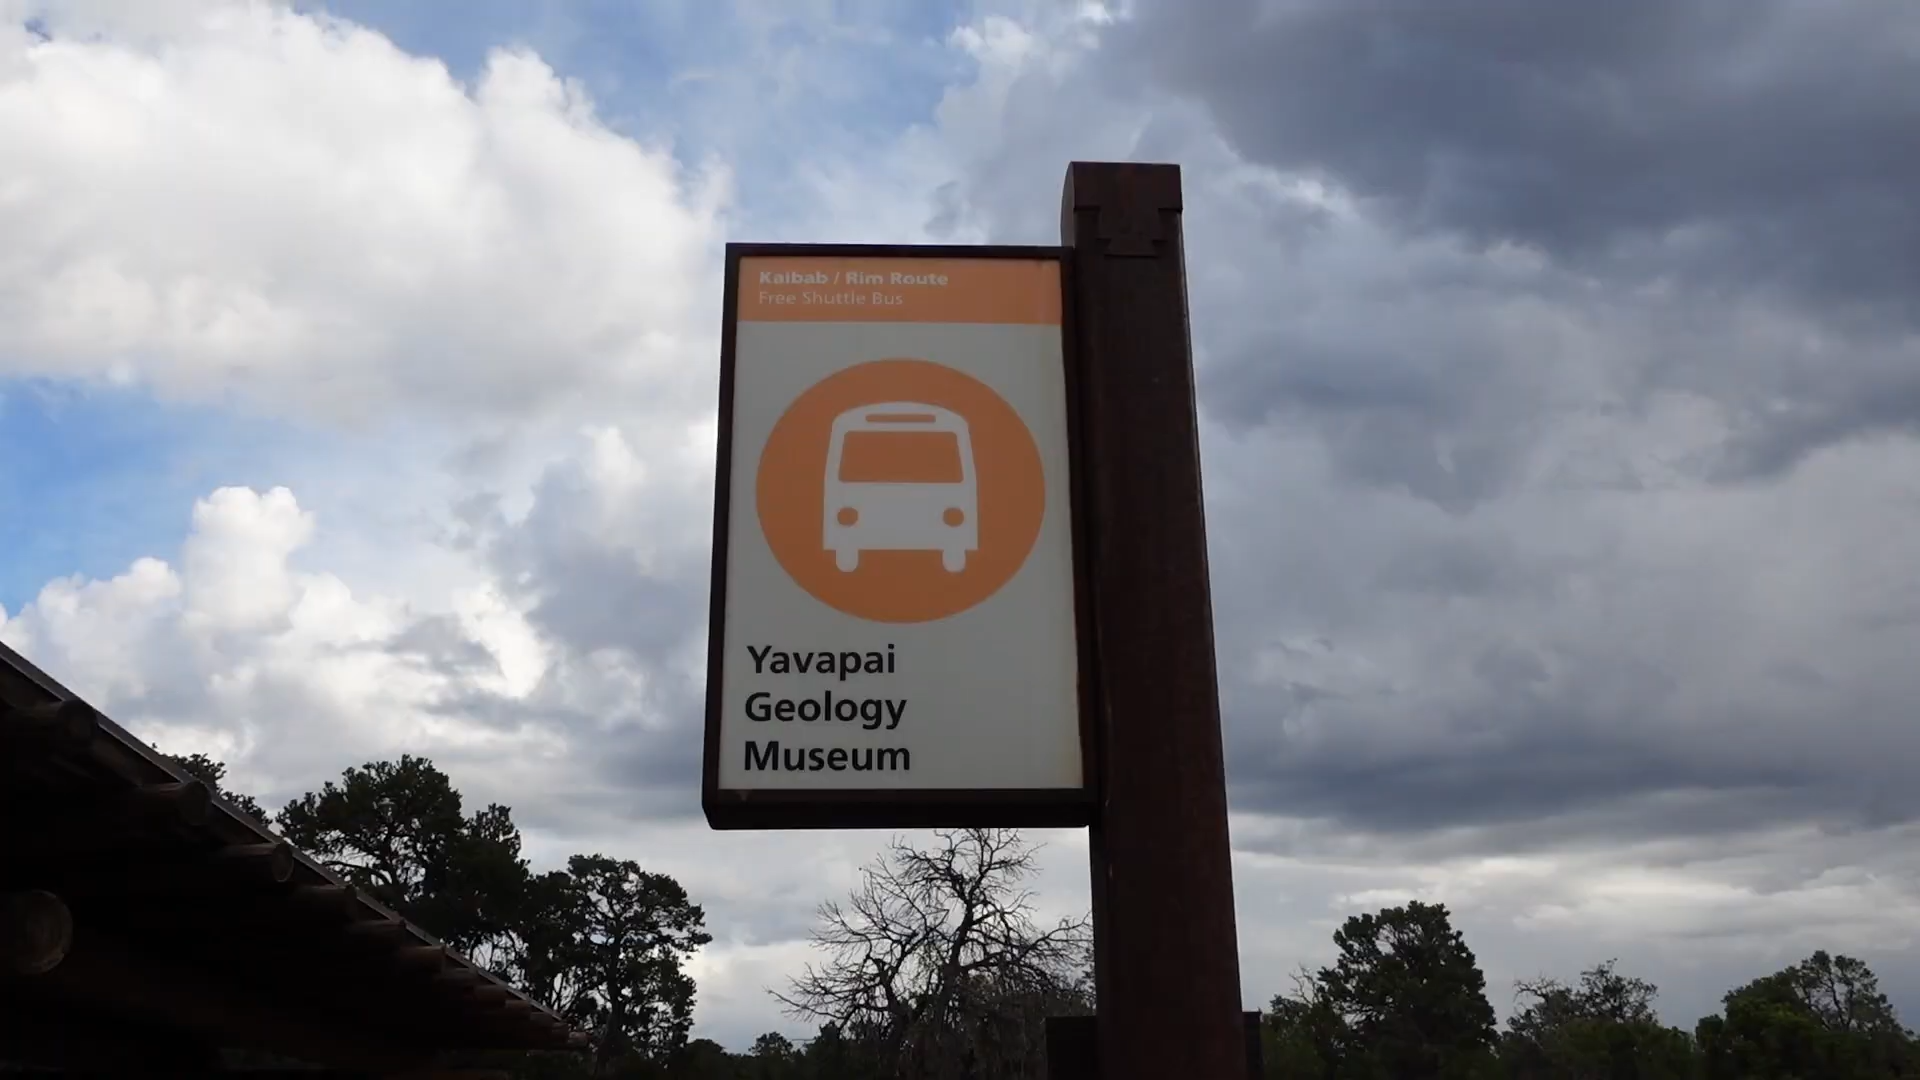 Kaibab / Rim Route
Free Shuttle Bus
Yavapai
Geology
Museum